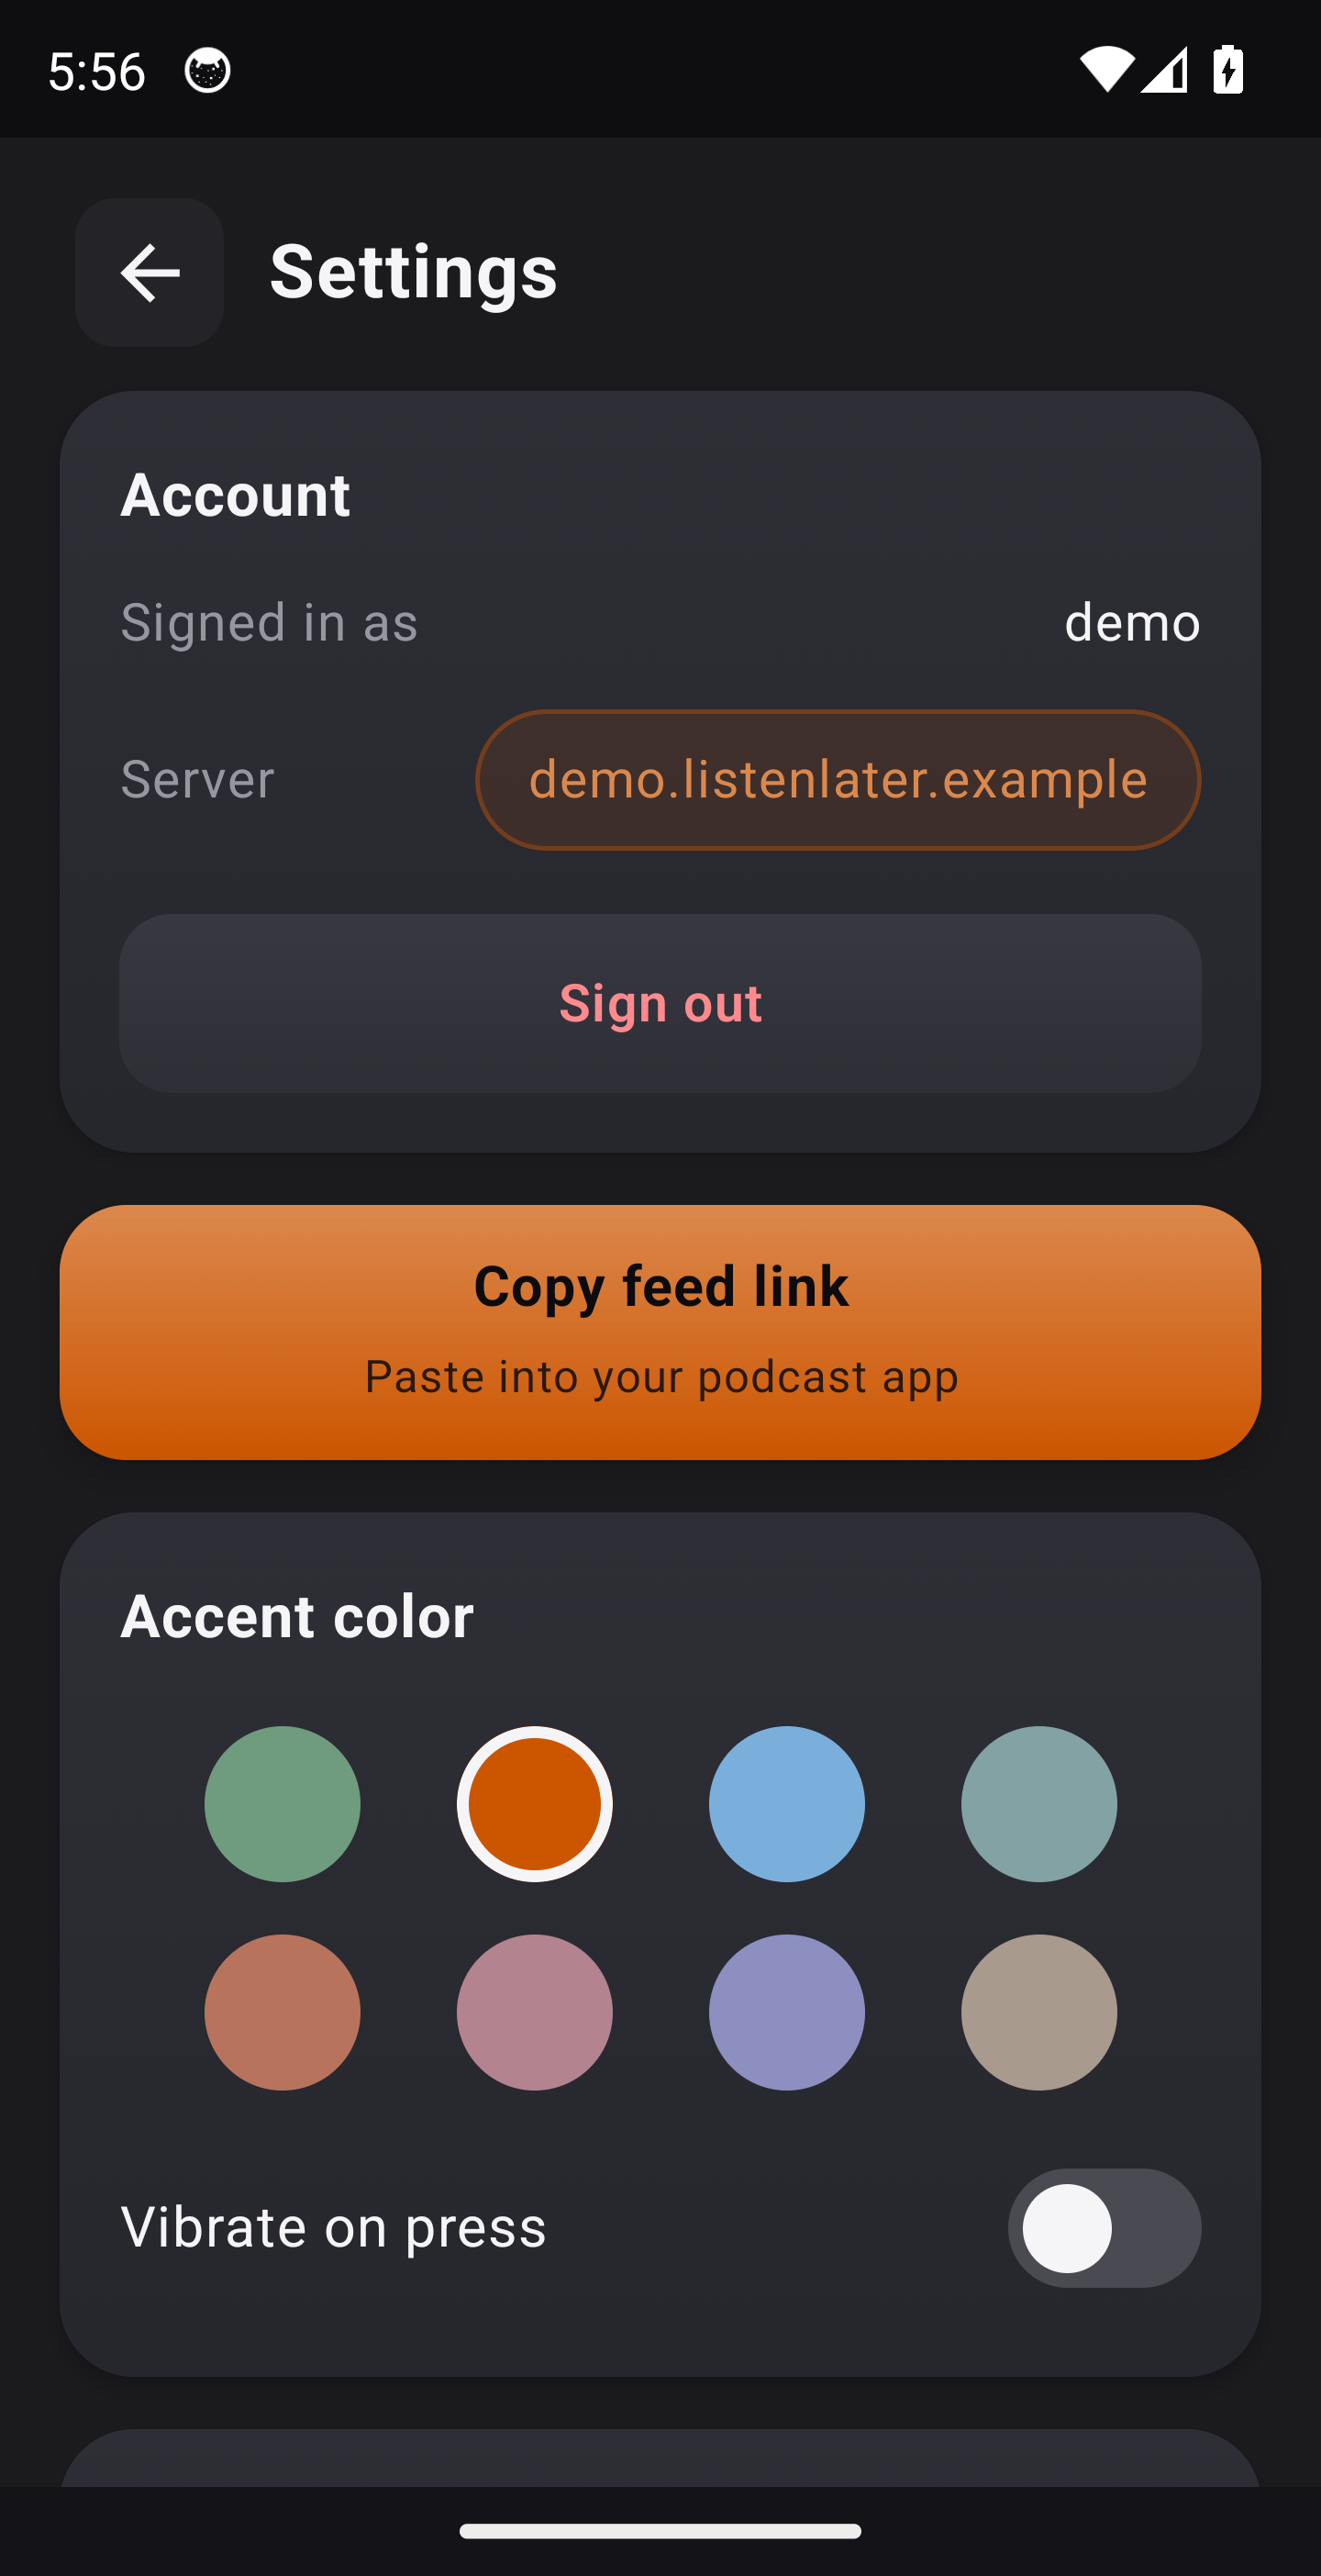 5:56
Settings
Account
Signed in as demo
Server demo.listenlater.example
Sign out
Copy feed link
Paste into your podcast app
Accent color
Vibrate on press